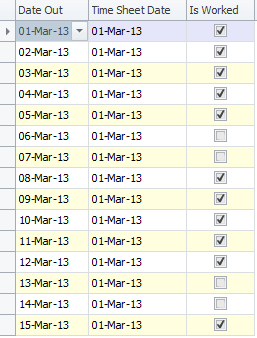 Date Out Time Sheet Date Is Worked
01-Mar-13 01-Mar-13
02-Mar-13 01-Mar-13
03-Mar-13 01-Mar-13
04-Mar-13 01-Mar-13
05-Mar-13 01-Mar-13
06-Mar-13 01-Mar-13
07-Mar-13 01-Mar-13
08-Mar-13 01-Mar-13
09-Mar-13 01-Mar-13
10-Mar-13 01-Mar-13
11-Mar-13 01-Mar-13
12-Mar-13 01-Mar-13
13-Mar-13 01-Mar-13
14-Mar-13 01-Mar-13
15-Mar-13 01-Mar-13